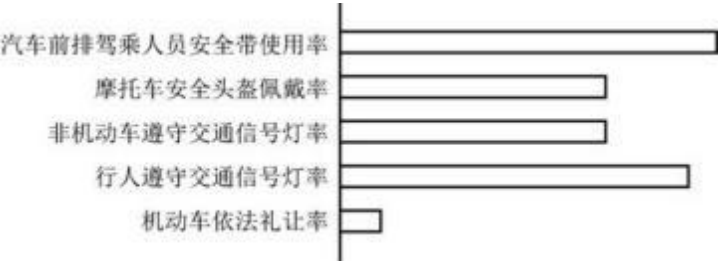 汽车前排驾乘人员安全带使用率
摩托车安全头盔佩戴率
非机动车遵守交通信号灯率
行人遵守交通信号灯率
机动车依法礼让率